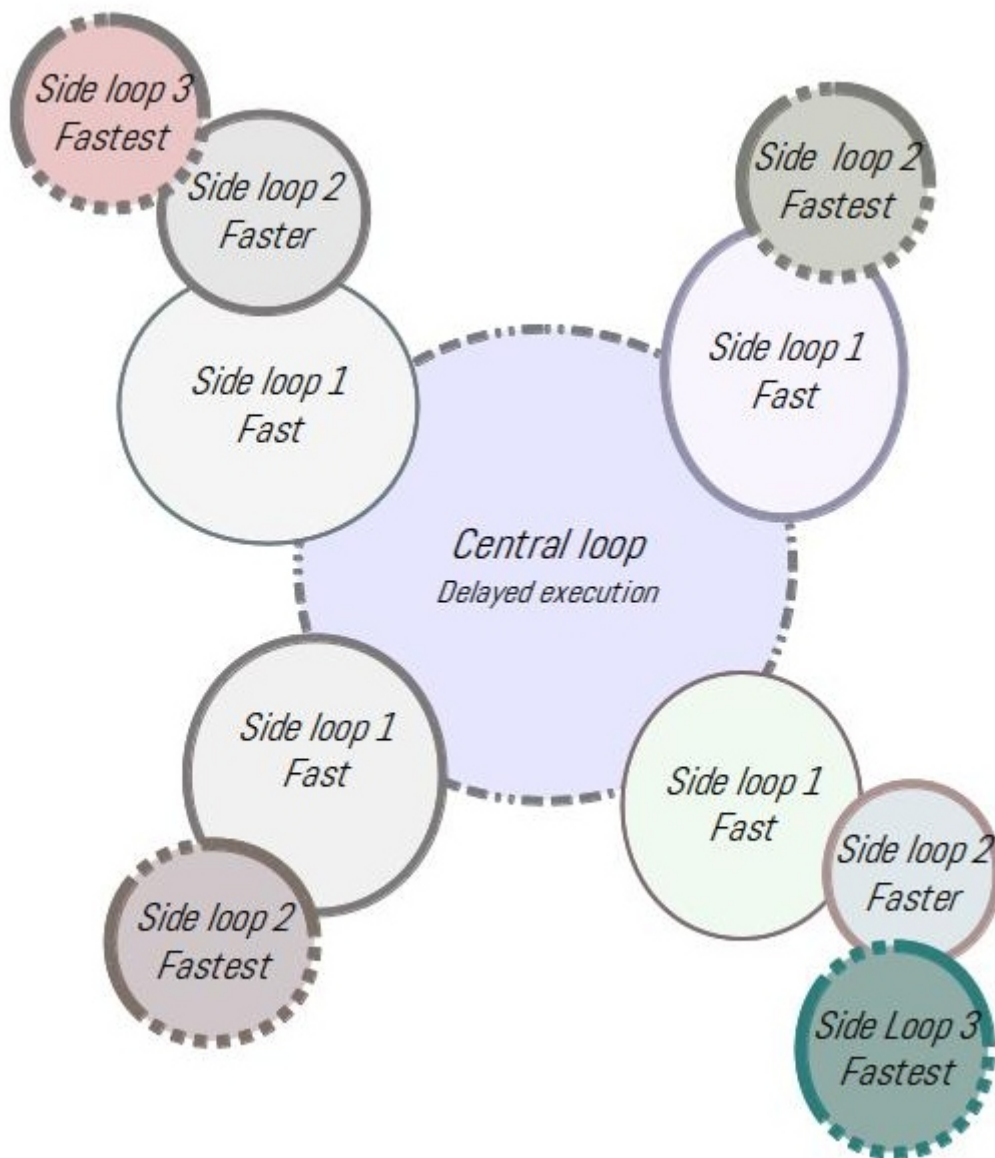 Side loop 3
Fastest
Side loop 2
Faster
Side loop 1
Fast
Side loop 2
Fastest
Side loop 1
Fast
Central loop
Delayed execution
Side loop 1
Fast
Side loop 2
Fastest
Side loop 1
Fast
Side loop 2
Faster
Side Loop 3
Fastest